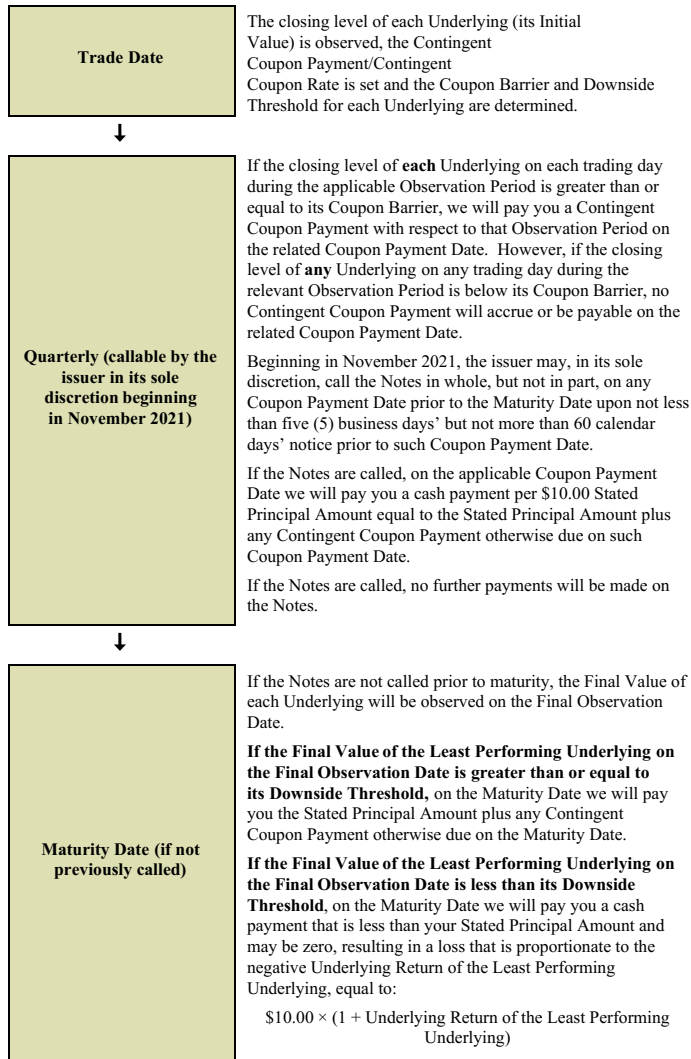 Trade Date
The closing level of each Underlying (its Initial
Value) is observed, the Contingent
Coupon Payment/Contingent
Coupon Rate is set and the Coupon Barrier and Downside
Threshold for each Underlying are determined.
↓
Quarterly (callable by the
issuer in its sole
discretion beginning
in November 2021)
If the closing level of each Underlying on each trading day
during the applicable Observation Period is greater than or
equal to its Coupon Barrier, we will pay you a Contingent
Coupon Payment with respect to that Observation Period on
the related Coupon Payment Date.  However, if the closing
level of any Underlying on any trading day during the
relevant Observation Period is below its Coupon Barrier, no
Contingent Coupon Payment will accrue or be payable on the
related Coupon Payment Date.
Beginning in November 2021, the issuer may, in its sole
discretion, call the Notes in whole, but not in part, on any
Coupon Payment Date prior to the Maturity Date upon not less
than five (5) business days’ but not more than 60 calendar
days’ notice prior to such Coupon Payment Date.
If the Notes are called, on the applicable Coupon Payment
Date we will pay you a cash payment per $10.00 Stated
Principal Amount equal to the Stated Principal Amount plus
any Contingent Coupon Payment otherwise due on such
Coupon Payment Date.
If the Notes are called, no further payments will be made on
the Notes.
↓
Maturity Date (if not
previously called)
If the Notes are not called prior to maturity, the Final Value of
each Underlying will be observed on the Final Observation
Date.
If the Final Value of the Least Performing Underlying on
the Final Observation Date is greater than or equal to
its Downside Threshold, on the Maturity Date we will pay
you the Stated Principal Amount plus any Contingent
Coupon Payment otherwise due on the Maturity Date.
If the Final Value of the Least Performing Underlying on
the Final Observation Date is less than its Downside
Threshold, on the Maturity Date we will pay you a cash
payment that is less than your Stated Principal Amount and
may be zero, resulting in a loss that is proportionate to the
negative Underlying Return of the Least Performing
Underlying, equal to:
$10.00 × (1 + Underlying Return of the Least Performing
Underlying)